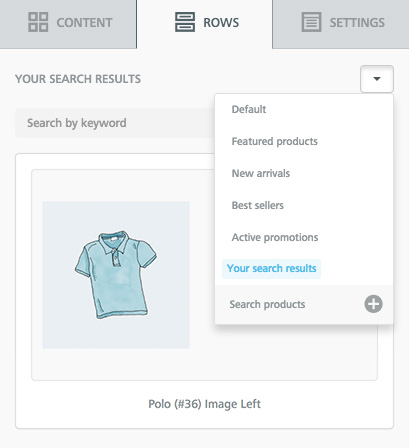 CONTENT
ROWS
SETTINGS
YOUR SEARCH RESULTS
Search by keyword
Default
Featured products
New arrivals
Best sellers
Active promotions
Your search results
Search products
Polo (#36) Image Left